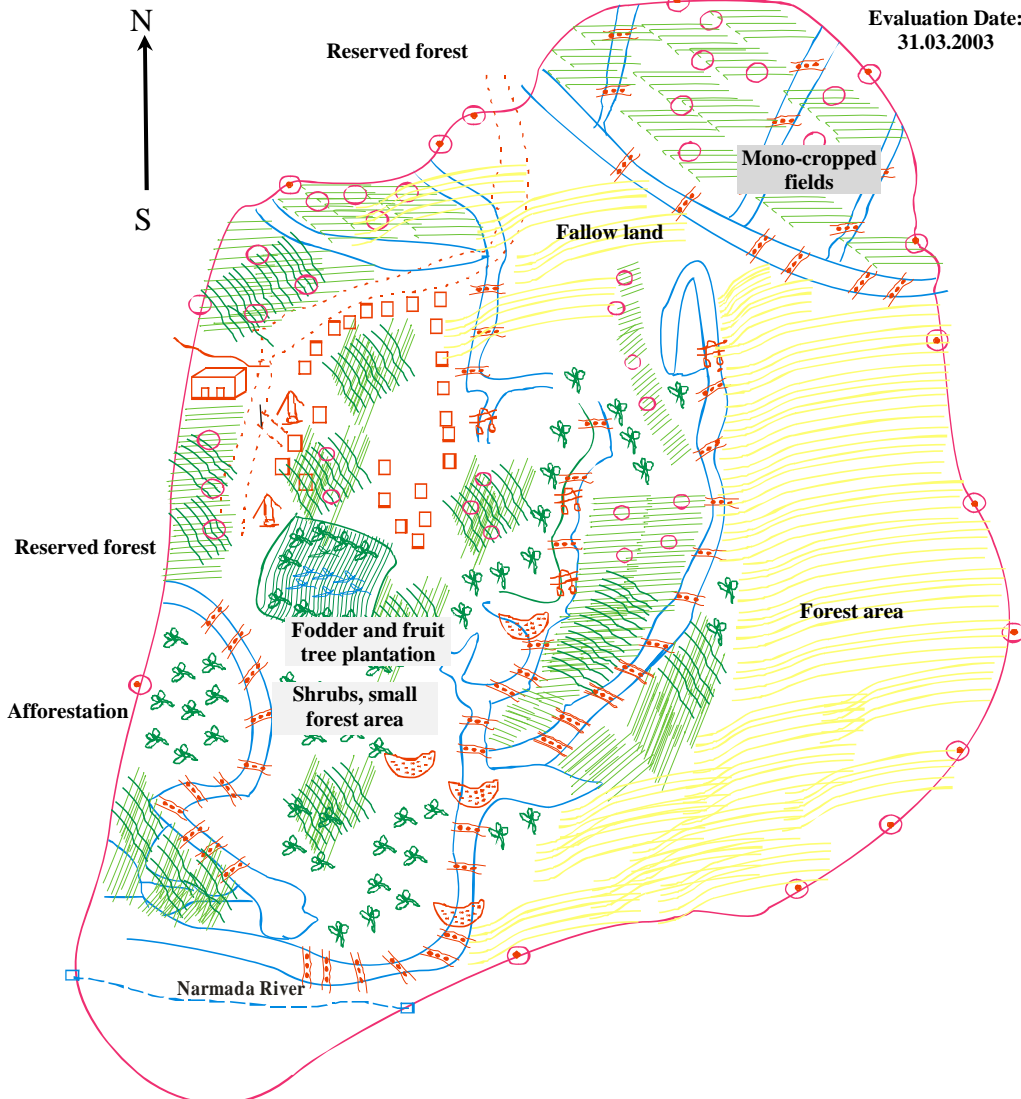 N
S
Reserved forest
Evaluation Date:
31.03.2003
Mono-cropped
fields
Fallow land
Reserved forest
Forest area
Fodder and fruit
tree plantation
Afforestation
Shrubs, small
forest area
Narmada River